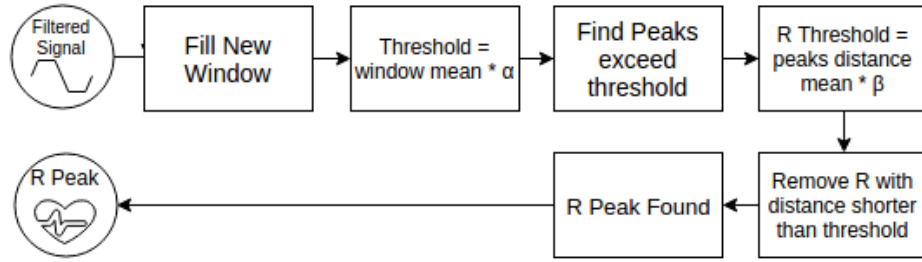 Filtered
Signal
Fill New
Window
Threshold =
window mean * α
Find Peaks
exceed
threshold
R Threshold =
peaks distance
mean * β
R Peak
R Peak Found
Remove R with
distance shorter
than threshold